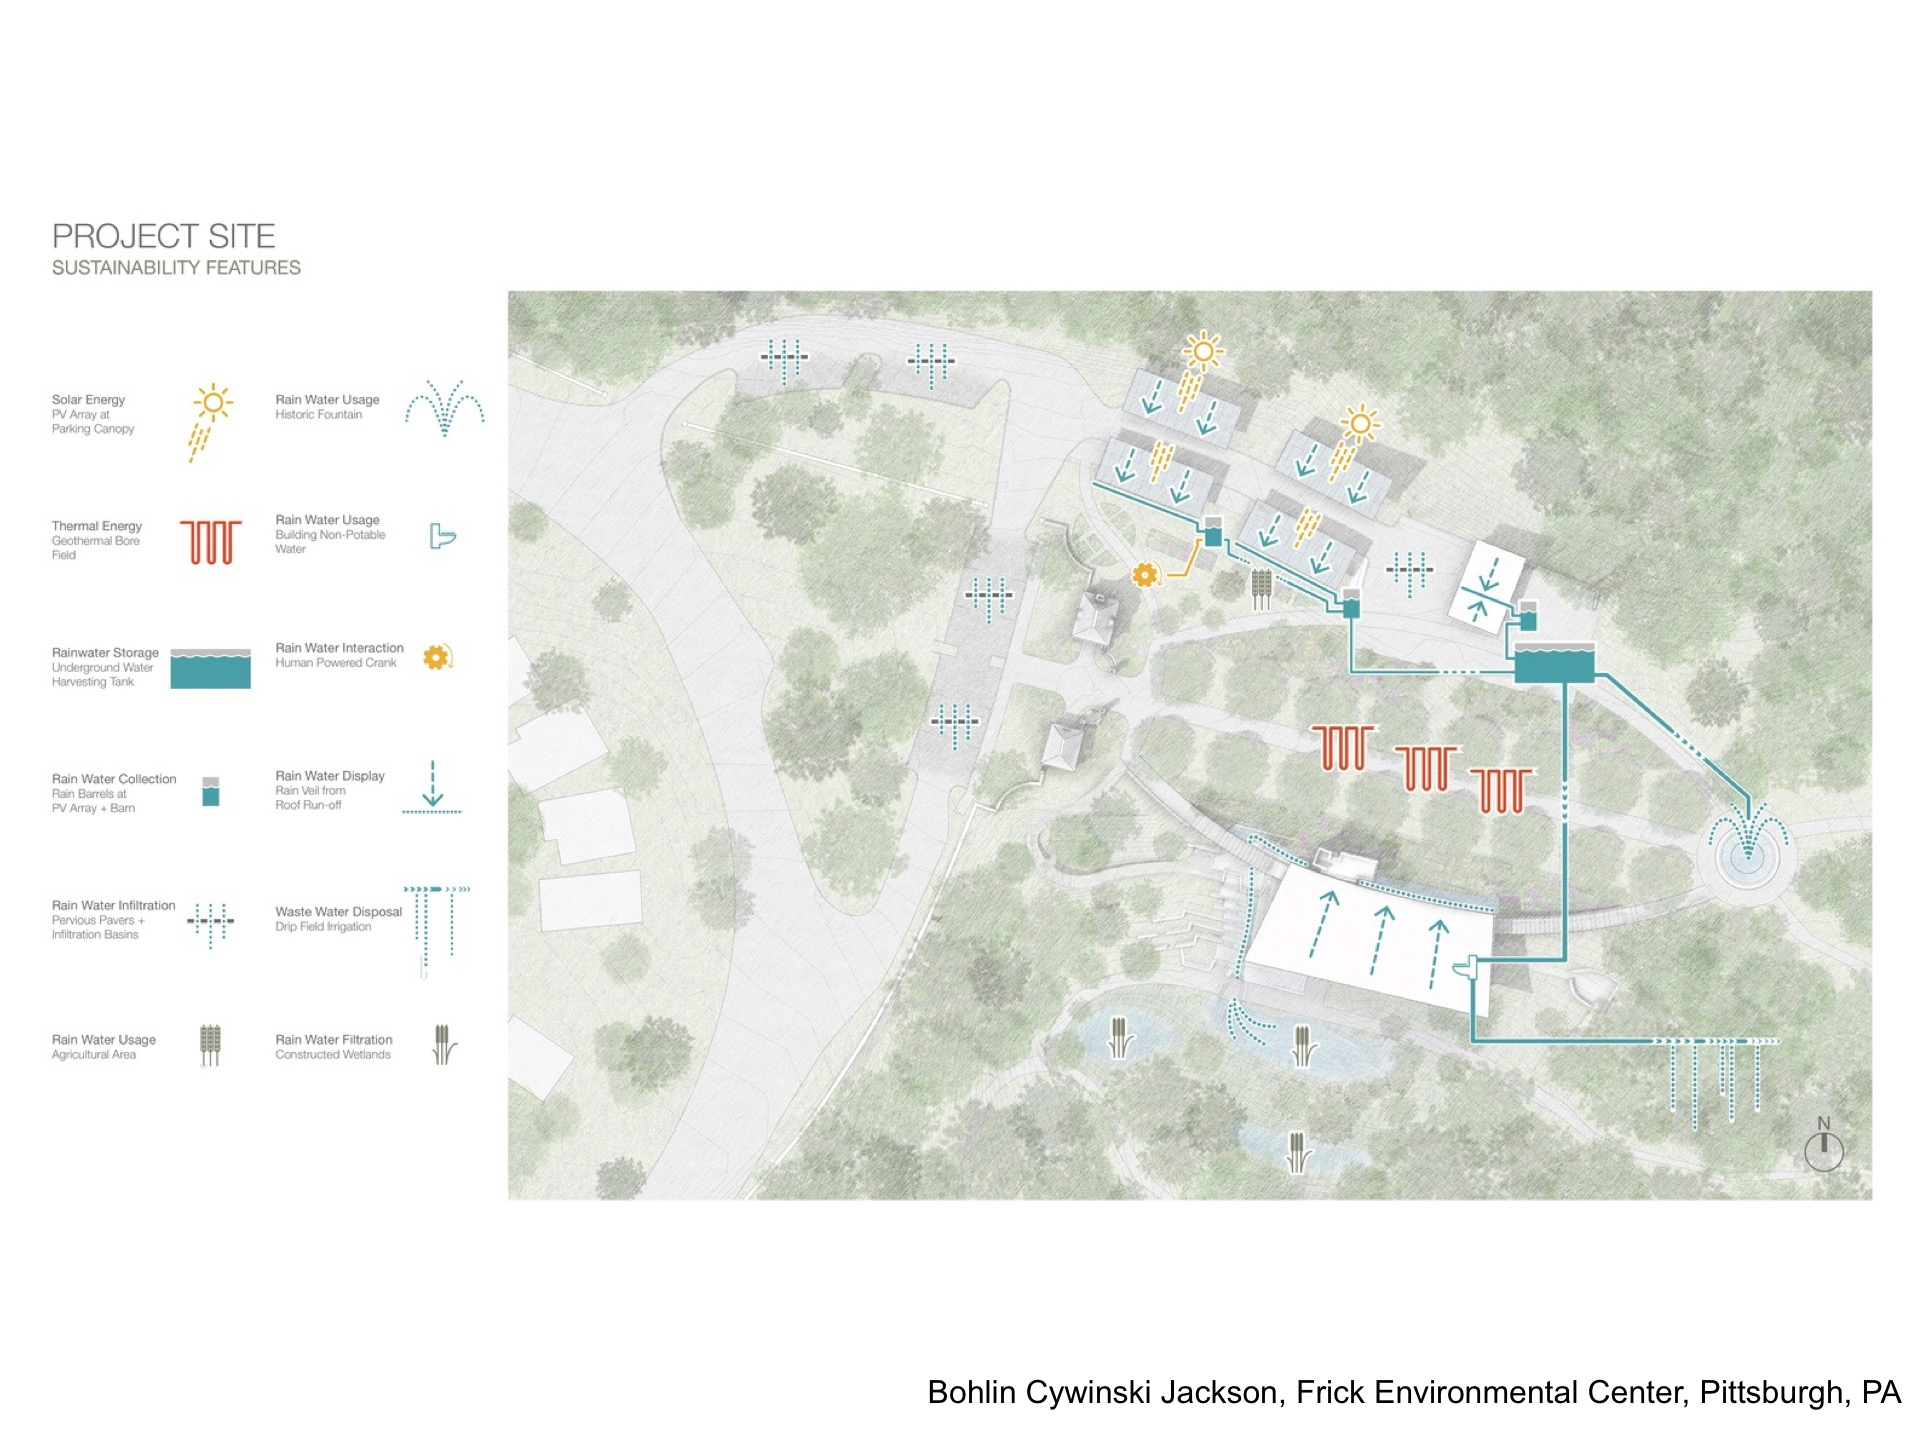 PROJECT SITE
SUSTAINABILITY FEATURES
Solar Energy
PV Array at
Parking Canopy
Thermal Energy
Geothermal Bore
Field
Rainwater Storage
Underground Water
Harvesting Tank
Rain Water Collection
Rain Barrels at
PV Array + Barn
Rain Water Infiltration
Pervious Pavers +
Infiltration Basins
Rain Water Usage
Agricultural Area
Rain Water Usage
Historic Fountain
Rain Water Usage
Building Non-Potable
Water
Rain Water Interaction
Human Powered Crank
Rain Water Display
Rain Veil from
Roof Run-off
Waste Water Disposal
Drip Field Irrigation
Rain Water Filtration
Constructed Wetlands
N
Bohlin Cywinski Jackson, Frick Environmental Center, Pittsburgh, PA